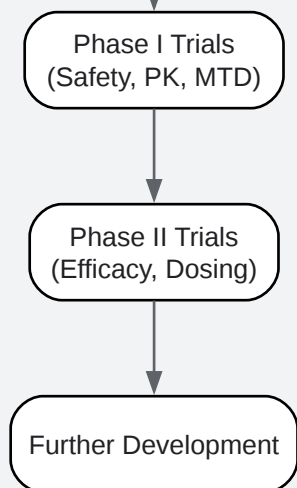 Phase I Trials
(Safety, PK, MTD)
Phase II Trials
(Efficacy, Dosing)
Further Development